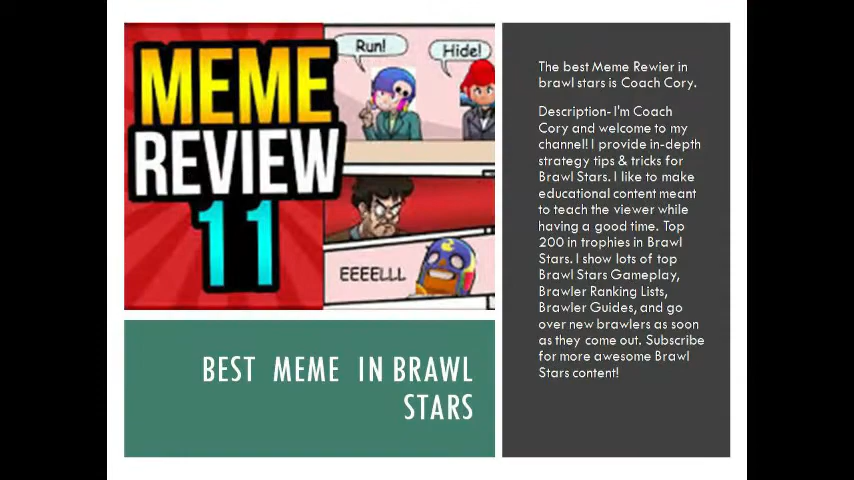 MEME
REVIEW
11
Run!
Hide!
EEEELLL
BEST MEME IN BRAWL
STARS
The best Meme Rewier in
brawl stars is Coach Cory.
Description- I'm Coach
Cory and welcome to my
channel! I provide in-depth
strategy tips & tricks for
Brawl Stars. I like to make
educational content meant
to teach the viewer while
having a good time. Top
200 in trophies in Brawl
Stars. I show lots of top
Brawl Stars Gameplay,
Brawler Ranking Lists,
Brawler Guides, and go
over new brawlers as soon
as they come out. Subscribe
for more awesome Brawl
Stars content!